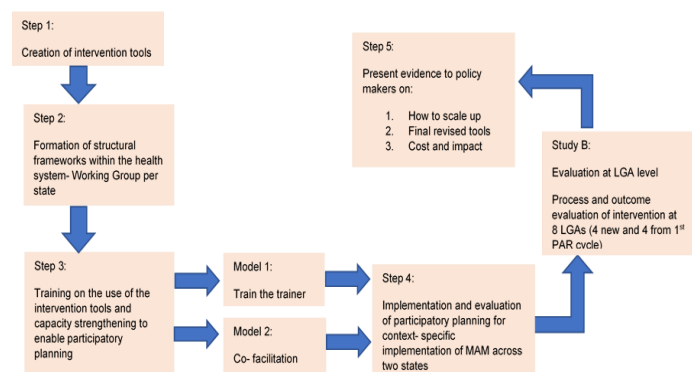 Step 1:
Creation of intervention tools
Step 2:
Formation of structural
frameworks within the health
system- Working Group per
state
Step 3:
Training on the use of the
intervention tools and
capacity strengthening to
enable participatory
planning
Model 1:
Train the trainer
Model 2:
Co- facilitation
Step 4:
Implementation and evaluation
of participatory planning for
context- specific
implementation of MAM across
two states
Study B:
Evaluation at LGA level
Process and outcome
evaluation of intervention at
8 LGAs (4 new and 4 from 1st
PAR cycle)
Step 5:
Present evidence to policy
makers on:
1. How to scale up
2. Final revised tools
3. Cost and impact